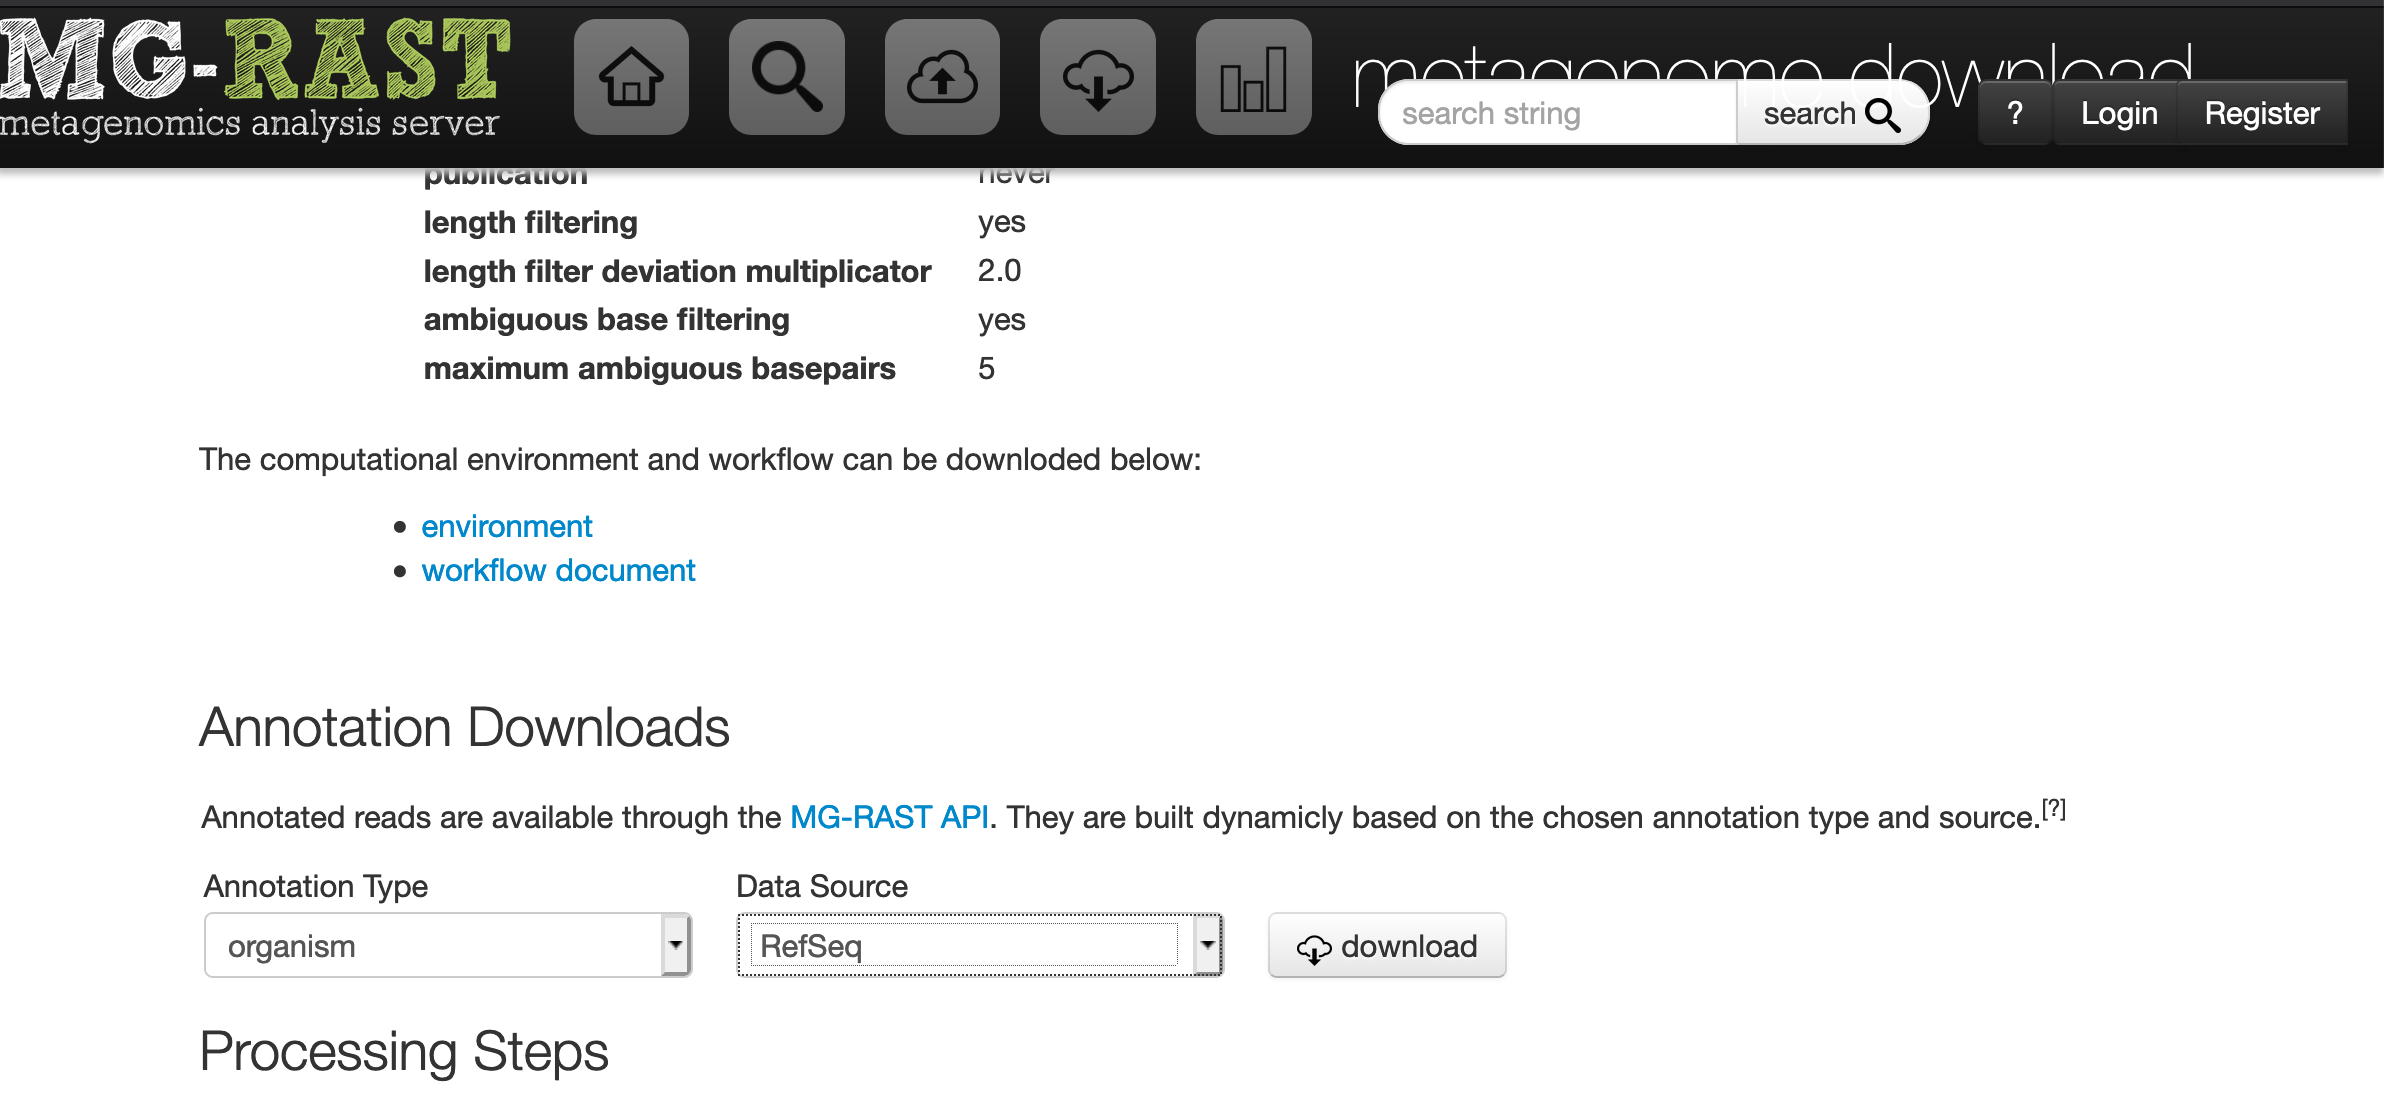 MG-RAST
metagenomics analysis server
metagenome download
search string
search
?
Login
Register
publication never
length filtering yes
length filter deviation multiplicator 2.0
ambiguous base filtering yes
maximum ambiguous basepairs 5
The computational environment and workflow can be downloded below:
environment
workflow document
Annotation Downloads
Annotated reads are available through the MG-RAST API. They are built dynamicly based on the chosen annotation type and source.[?]
Annotation Type
Data Source
organism
RefSeq
download
Processing Steps